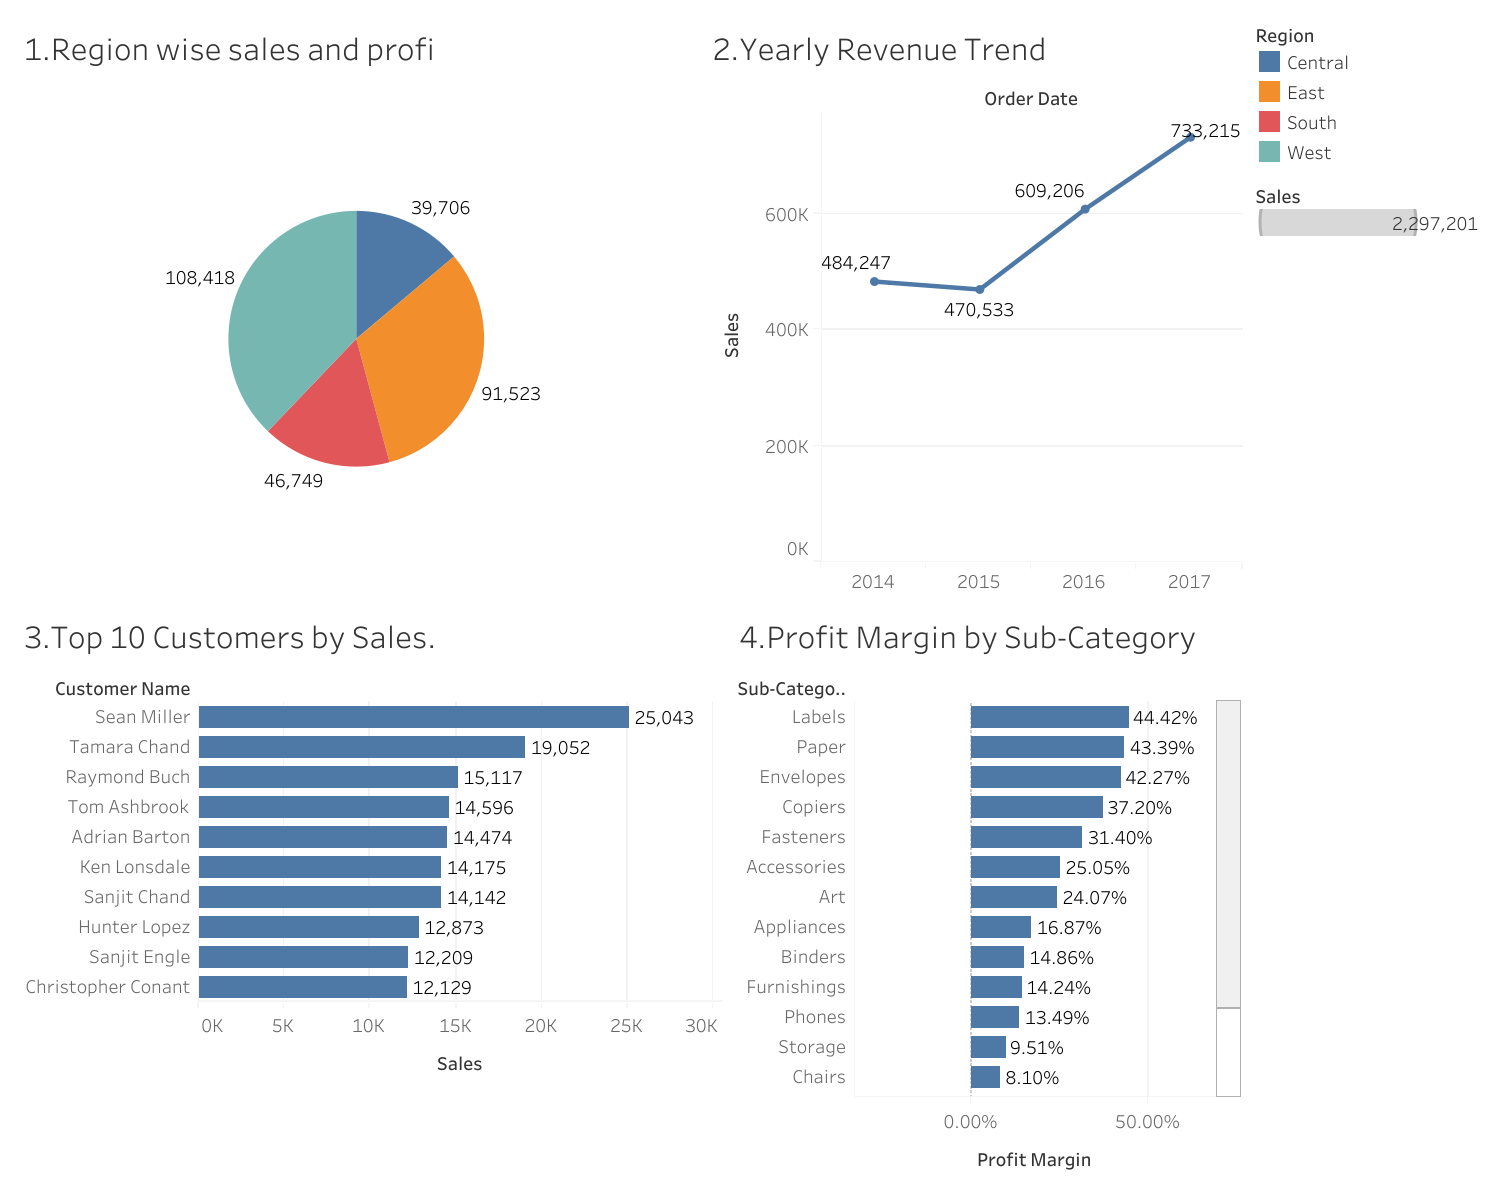 1.Region wise sales and profi
39,706
108,418
91,523
46,749
2.Yearly Revenue Trend
Order Date
733,215
609,206
484,247
470,533
600K
400K
200K
0K
Sales
2014 2015 2016 2017
Region
Central
East
South
West
Sales
2,297,201
3.Top 10 Customers by Sales.
Customer Name
Sean Miller 25,043
Tamara Chand 19,052
Raymond Buch 15,117
Tom Ashbrook 14,596
Adrian Barton 14,474
Ken Lonsdale 14,175
Sanjit Chand 14,142
Hunter Lopez 12,873
Sanjit Engle 12,209
Christopher Conant 12,129
0K 5K 10K 15K 20K 25K 30K
Sales
4.Profit Margin by Sub-Category
Sub-Catego..
Labels 44.42%
Paper 43.39%
Envelopes 42.27%
Copiers 37.20%
Fasteners 31.40%
Accessories 25.05%
Art 24.07%
Appliances 16.87%
Binders 14.86%
Furnishings 14.24%
Phones 13.49%
Storage 9.51%
Chairs 8.10%
0.00% 50.00%
Profit Margin